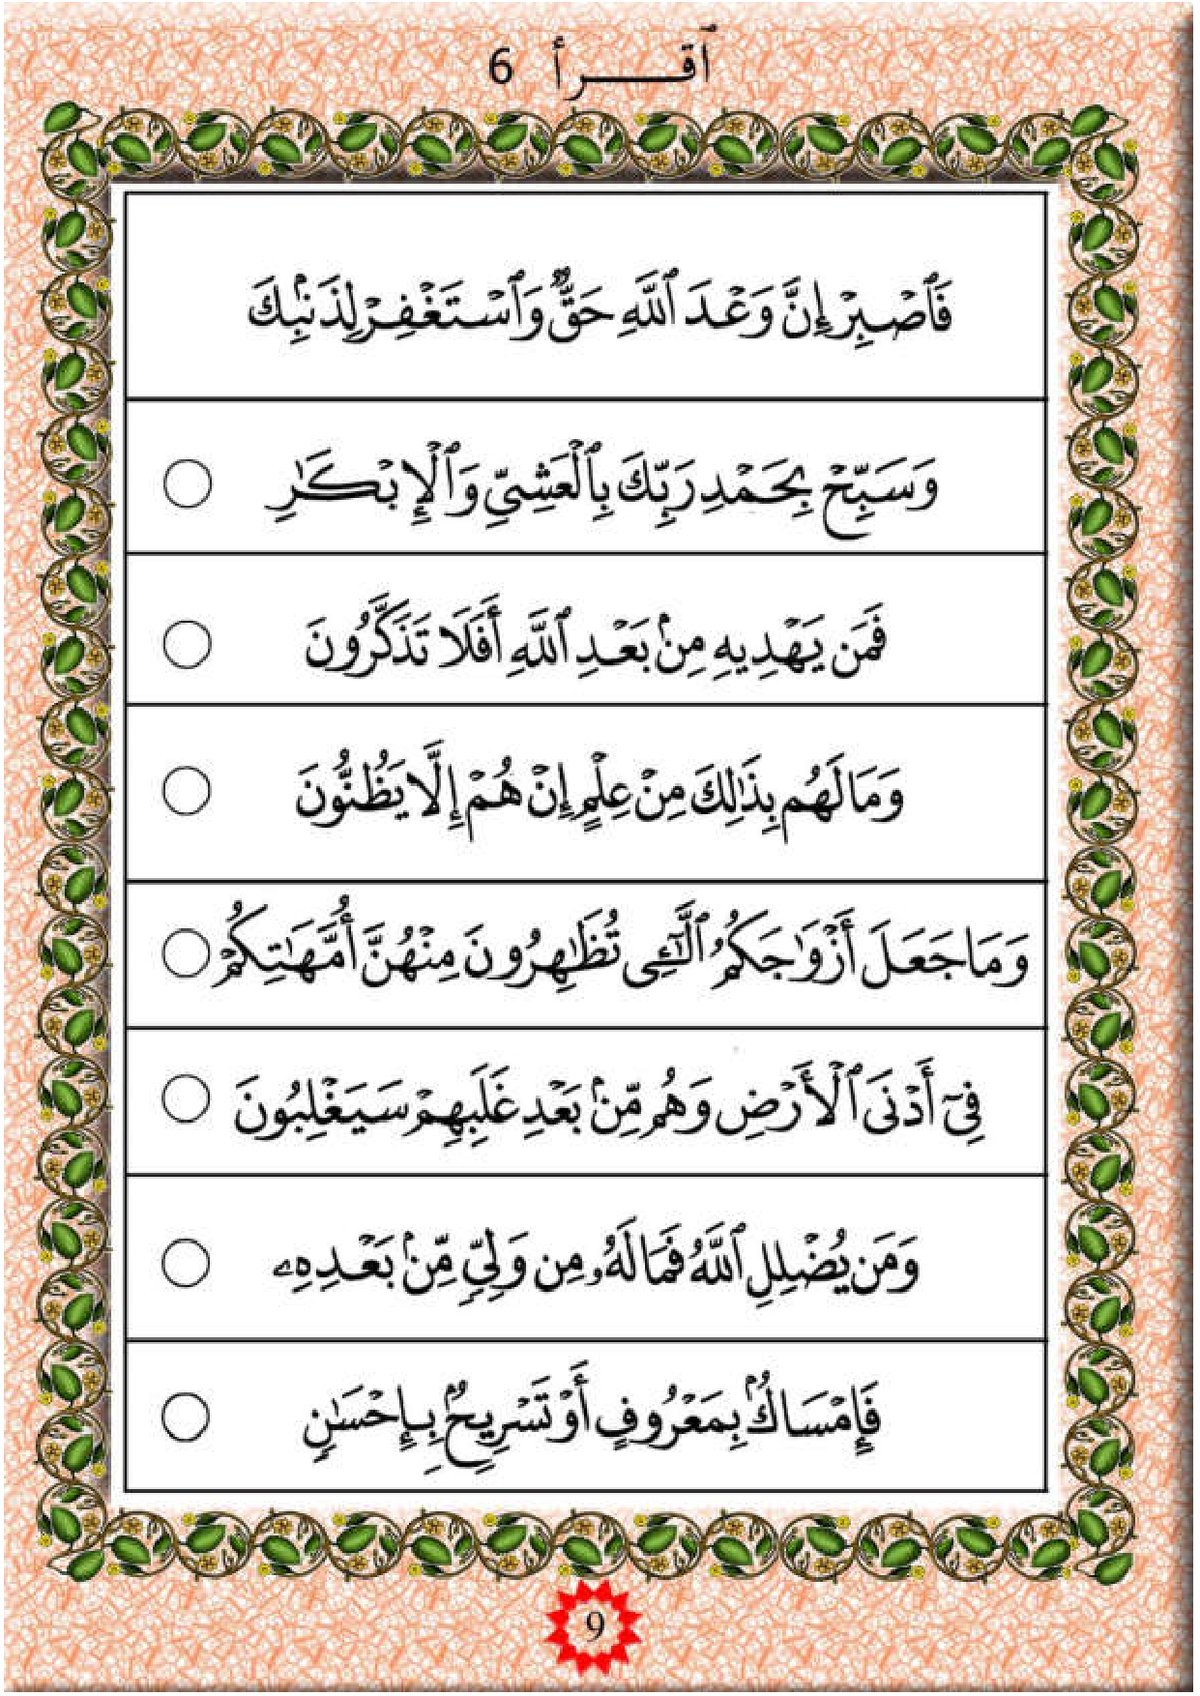 ٱقـــرأ 6
فَٱصْبِرْ إِنَّ وَعْدَ ٱللَّهِ حَقٌّۭ وَٱسْتَغْفِرْ لِذَنۢبِكَ
وَسَبِّحْ بِحَمْدِ رَبِّكَ بِٱلْعَشِىِّ وَٱلْإِبْكَـٰرِ ○
فَمَن يَهْدِيهِ مِنۢ بَعْدِ ٱللَّهِ أَفَلَا تَذَكَّرُونَ ○
وَمَا لَهُم بِذَٰلِكَ مِنْ عِلْمٍ إِنْ هُمْ إِلَّا يَظُنُّونَ ○
وَمَا جَعَلَ أَزْوَٰجَكُمُ ٱلَّـٰٓـِٔى تُظَـٰهِرُونَ مِنْهُنَّ أُمَّهَـٰتِكُمْ ○
فِىٓ أَدْنَى ٱلْأَرْضِ وَهُم مِّنۢ بَعْدِ غَلَبِهِمْ سَيَغْلِبُونَ ○
وَمَن يُضْلِلِ ٱللَّهُ فَمَا لَهُۥ مِن وَلِىٍّۢ مِّنۢ بَعْدِهِۦ ○
فَإِمْسَاكٌۢ بِمَعْرُوفٍ أَوْ تَسْرِيحٌۢ بِإِحْسَـٰنٍۢ ○
9